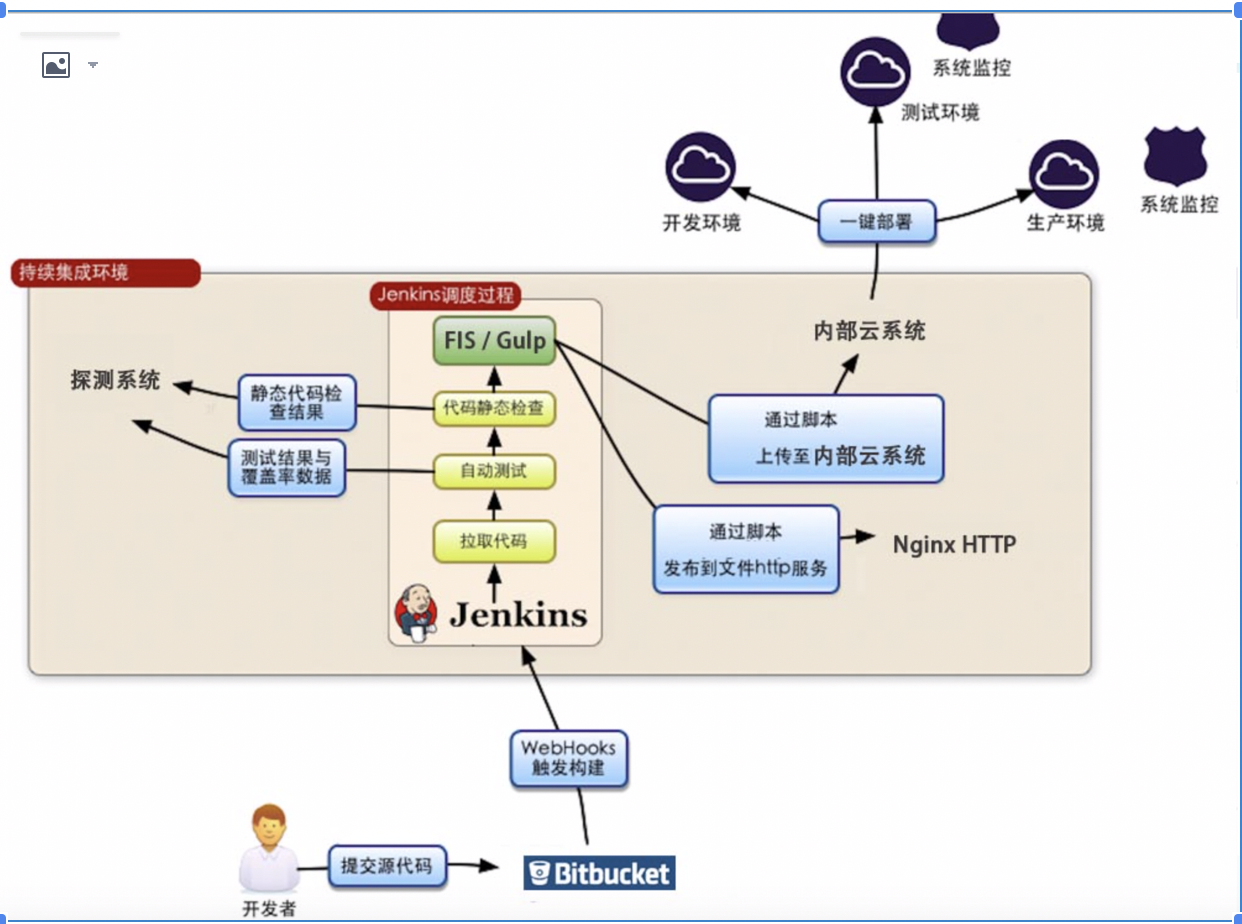 系统监控
测试环境
开发环境
一键部署
生产环境
系统监控
持续集成环境
Jenkins调度过程
FIS / Gulp
内部云系统
探测系统
静态代码检
查结果
代码静态检查
通过脚本
上传至内部云系统
测试结果与
覆盖率数据
自动测试
拉取代码
通过脚本
发布到文件http服务
Nginx HTTP
Jenkins
WebHooks
触发构建
提交源代码
Bitbucket
开发者